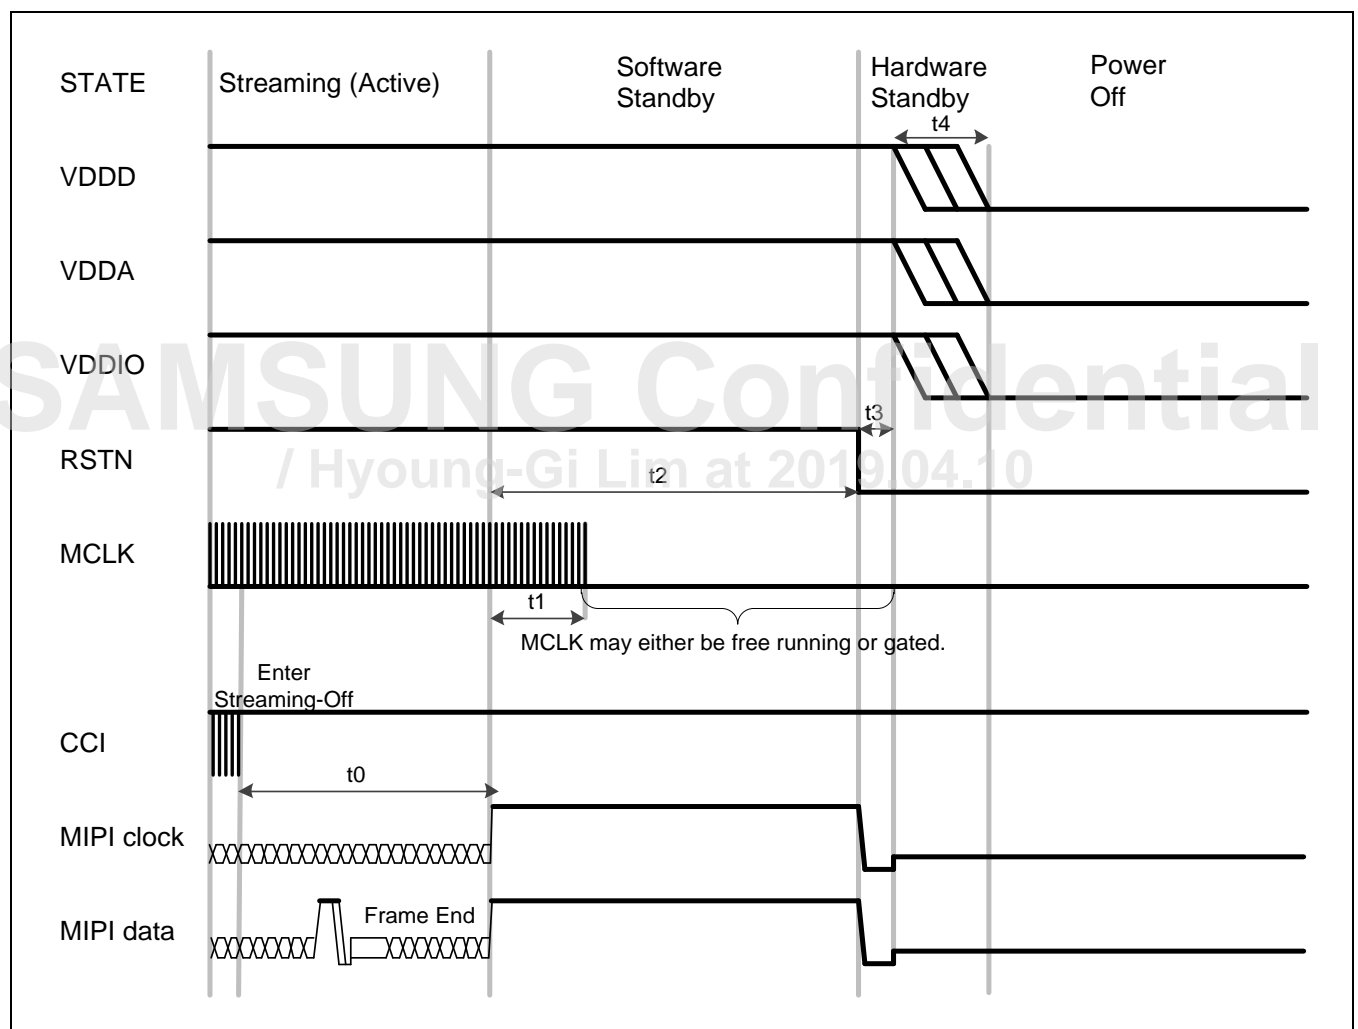 STATE
Streaming (Active)
Software
Standby
Hardware
Standby
Power
Off
t4
VDDD
VDDA
VDDIO
SAMSUNG Confidential
t3
RSTN
/ Hyoung-Gi Lim at 2019.04.10
t2
MCLK
t1
MCLK may either be free running or gated.
Enter
Streaming-Off
CCI
t0
MIPI clock
Frame End
MIPI data